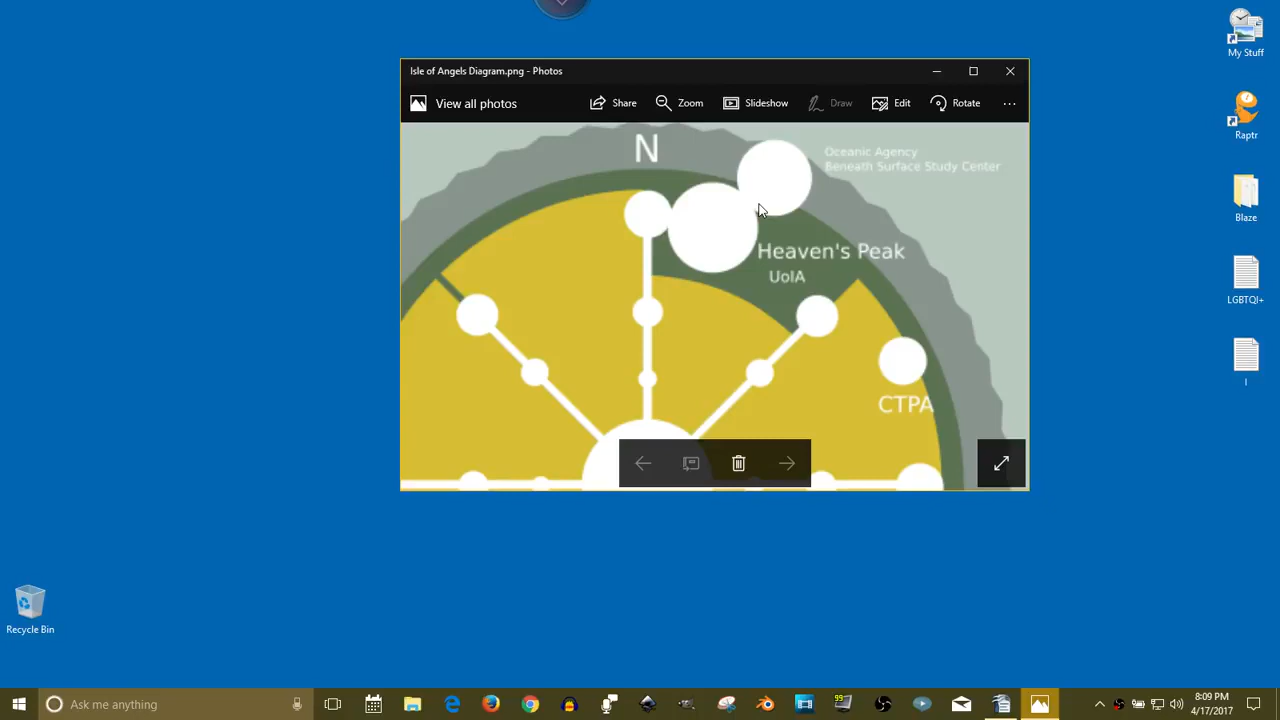 My Stuff
Isle of Angels Diagram.png - Photos
View all photos
Share
Zoom
Slideshow
Draw
Edit
Rotate
...
N
Oceanic Agency
Beneath Surface Study Center
Raptr
Heaven's Peak
UoIA
Blaze
LGBTQI+
I
CTPA
Recycle Bin
Ask me anything
99
8:09 PM
4/17/2017